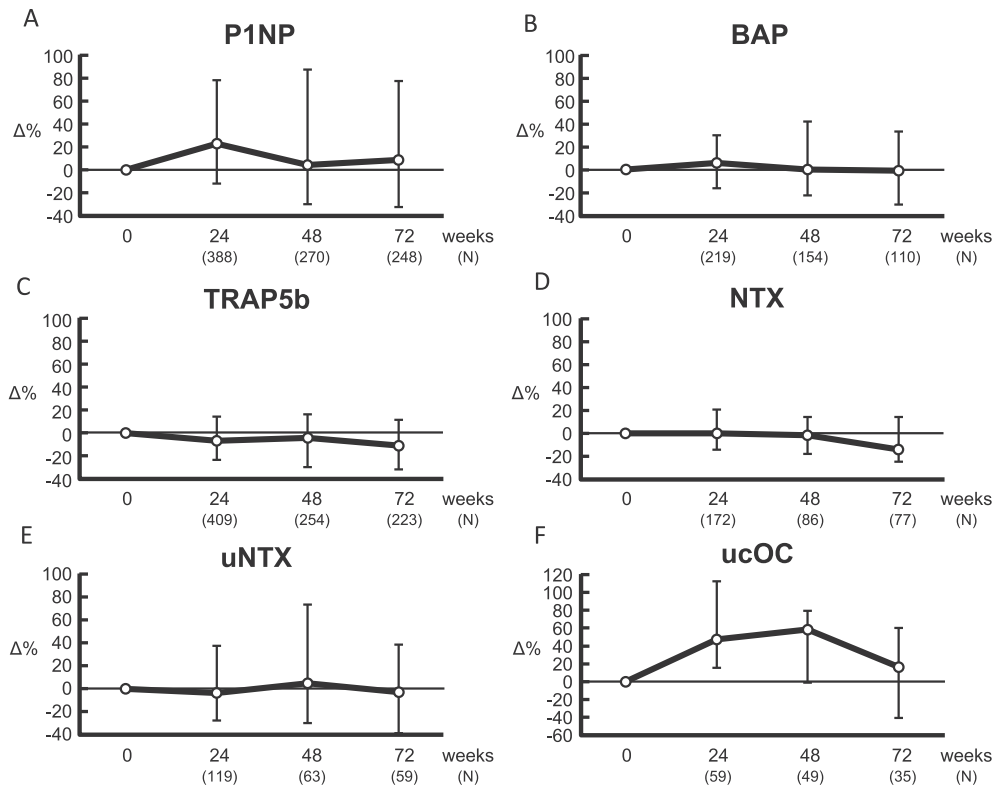 A
P1NP
100
80
60
40
20
0
-20
-40
Δ%
0 24 48 72 weeks
(388) (270) (248) (N)
B
BAP
100
80
60
40
20
0
-20
-40
Δ%
0 24 48 72 weeks
(219) (154) (110) (N)
C
TRAP5b
100
80
60
40
20
0
-20
-40
Δ%
0 24 48 72 weeks
(409) (254) (223) (N)
D
NTX
100
80
60
40
20
0
-20
-40
Δ%
0 24 48 72 weeks
(172) (86) (77) (N)
E
uNTX
100
80
60
40
20
0
-20
-40
Δ%
0 24 48 72 weeks
(119) (63) (59) (N)
F
ucOC
120
100
80
60
40
20
0
-20
-40
-60
Δ%
0 24 48 72 weeks
(59) (49) (35) (N)